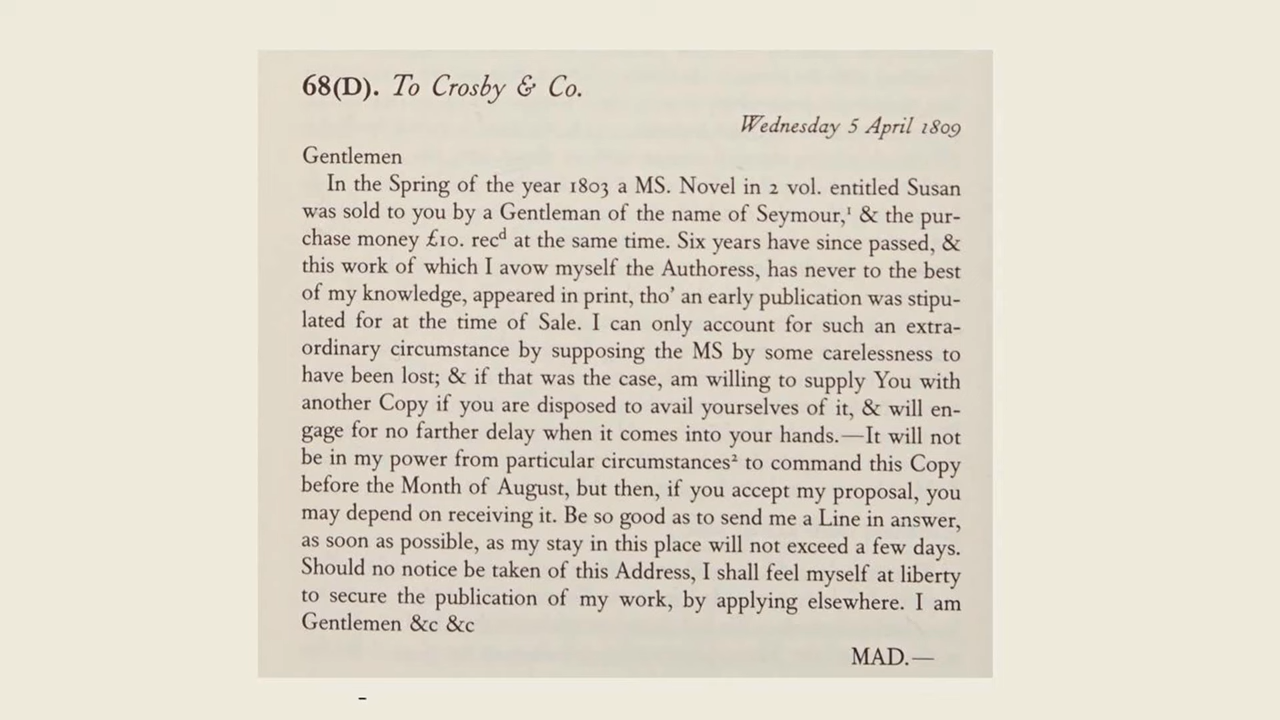 68(D). To Crosby & Co.
Wednesday 5 April 1809
Gentlemen
In the Spring of the year 1803 a MS. Novel in 2 vol. entitled Susan
was sold to you by a Gentleman of the name of Seymour,¹ & the pur-
chase money £10. recᵈ at the same time. Six years have since passed, &
this work of which I avow myself the Authoress, has never to the best
of my knowledge, appeared in print, tho’ an early publication was stipu-
lated for at the time of Sale. I can only account for such an extra-
ordinary circumstance by supposing the MS by some carelessness to
have been lost; & if that was the case, am willing to supply You with
another Copy if you are disposed to avail yourselves of it, & will en-
gage for no farther delay when it comes into your hands.—It will not
be in my power from particular circumstances² to command this Copy
before the Month of August, but then, if you accept my proposal, you
may depend on receiving it. Be so good as to send me a Line in answer,
as soon as possible, as my stay in this place will not exceed a few days.
Should no notice be taken of this Address, I shall feel myself at liberty
to secure the publication of my work, by applying elsewhere. I am
Gentlemen &c &c
MAD.—
-